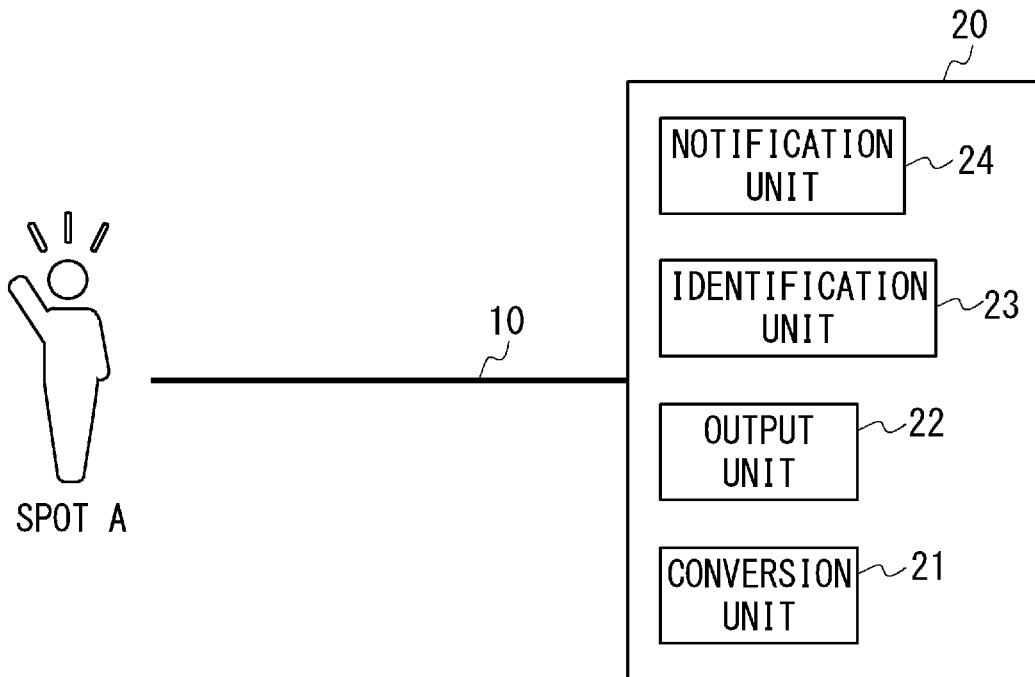 20
NOTIFICATION
UNIT
24
IDENTIFICATION
UNIT
23
10
OUTPUT
UNIT
22
SPOT A
CONVERSION
UNIT
21